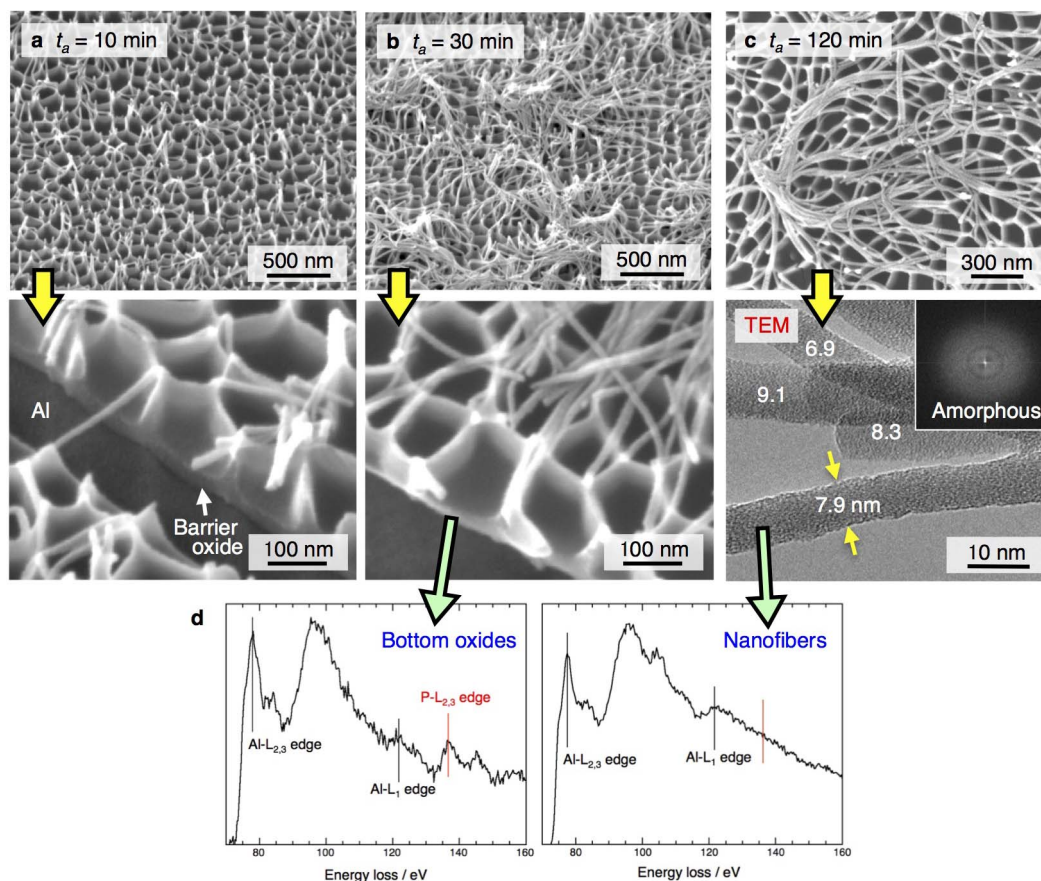 a tₐ = 10 min
b tₐ = 30 min
c tₐ = 120 min
500 nm
500 nm
300 nm
Al
Barrier
oxide
100 nm
100 nm
TEM
6.9
9.1
8.3
7.9 nm
Amorphous
10 nm
d
Bottom oxides
P-L₂,₃ edge
Al-L₂,₃ edge
Al-L₁ edge
80 100 120 140 160
Energy loss / eV
Nanofibers
Al-L₂,₃ edge
Al-L₁ edge
80 100 120 140 160
Energy loss / eV